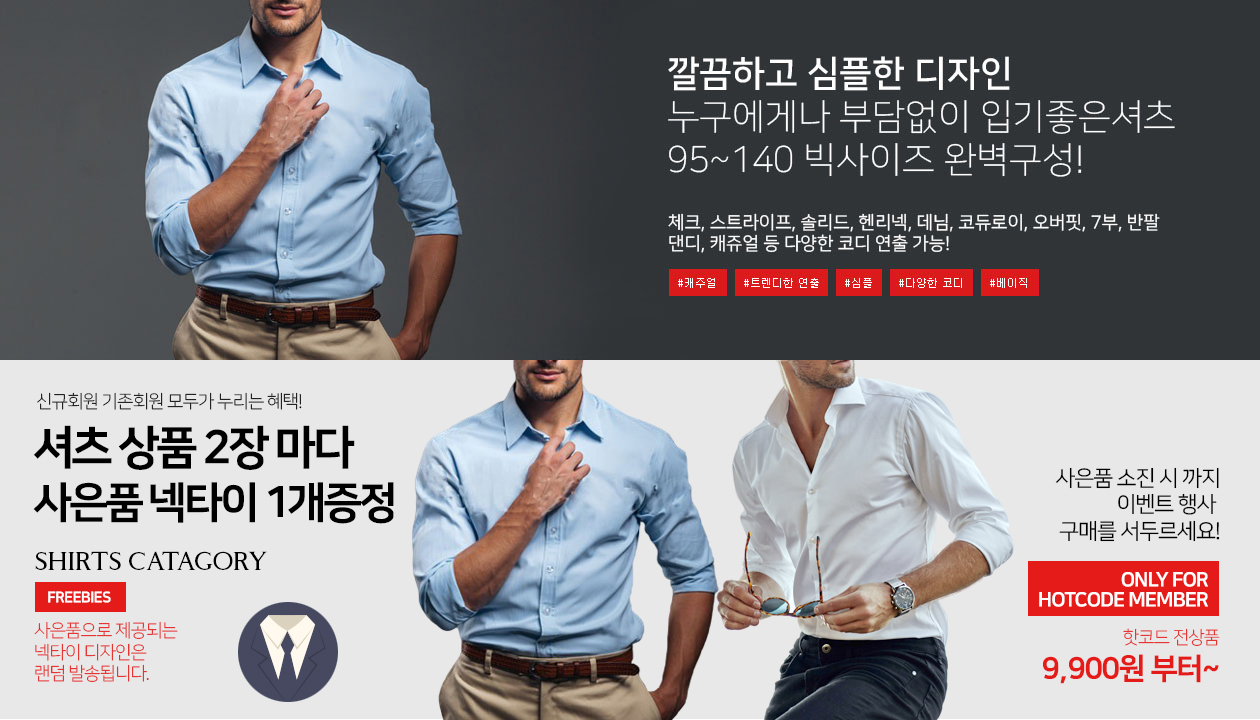 깔끔하고 심플한 디자인
누구에게나 부담없이 입기좋은셔츠
95~140 빅사이즈 완벽구성!
체크, 스트라이프, 솔리드, 헨리넥, 데님, 코듀로이, 오버핏, 7부, 반팔
댄디, 캐쥬얼 등 다양한 코디 연출 가능!
#캐주얼 #트렌디한 연출 #심플 #다양한 코디 #베이직
신규회원 기존회원 모두가 누리는 혜택!
셔츠 상품 2장 마다
사은품 넥타이 1개증정
SHIRTS CATAGORY
FREEBIES
사은품으로 제공되는
넥타이 디자인은
랜덤 발송됩니다.
사은품 소진 시 까지
이벤트 행사
구매를 서두르세요!
ONLY FOR
HOTCODE MEMBER
핫코드 전상품
9,900원 부터~